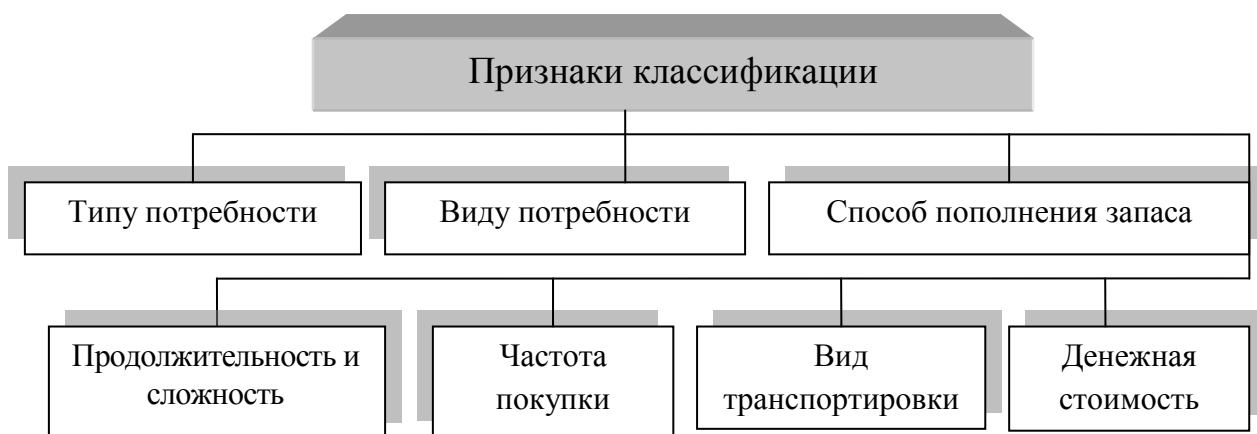 Признаки классификации
Типу потребности
Виду потребности
Способ пополнения запаса
Продолжительность и
сложность
Частота
покупки
Вид
транспортировки
Денежная
стоимость